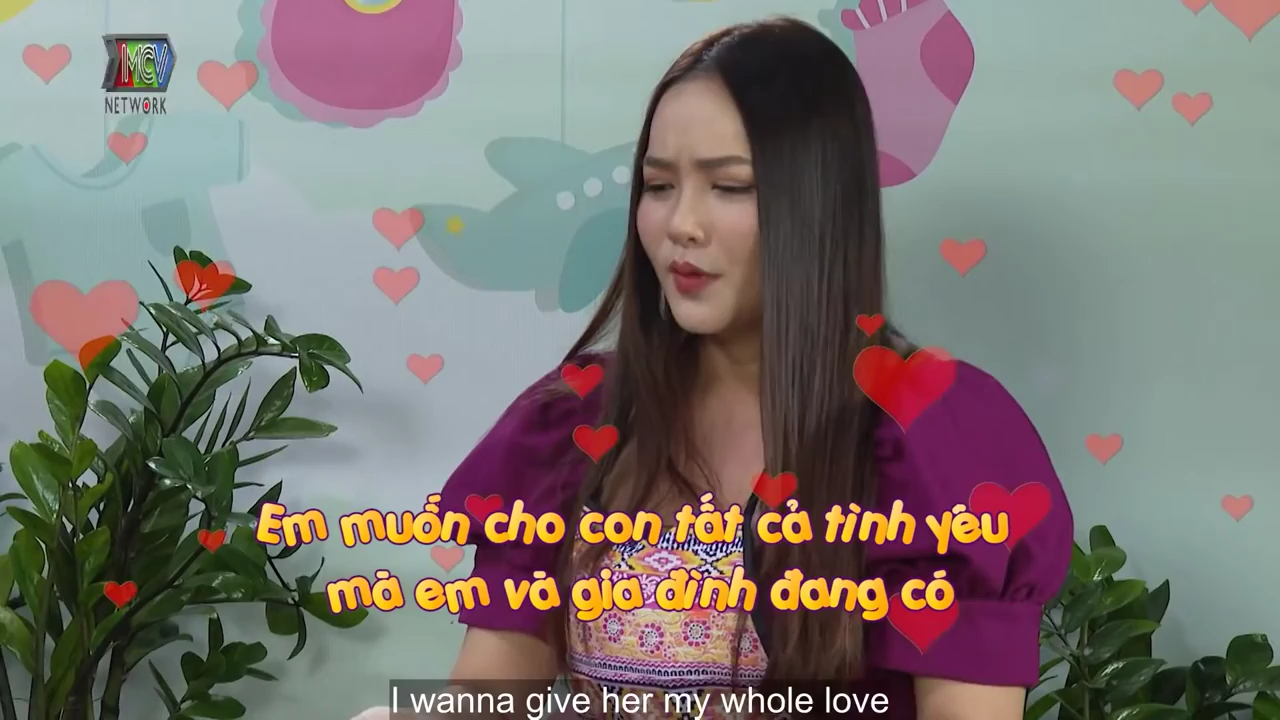 MCV
NETWORK
Em muốn cho con tất cả tình yêu
mà em và gia đình đang có
I wanna give her my whole love